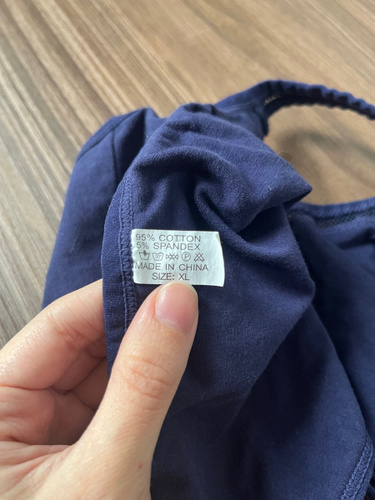 95% COTTON
5% SPANDEX
MADE IN CHINA
SIZE: XL